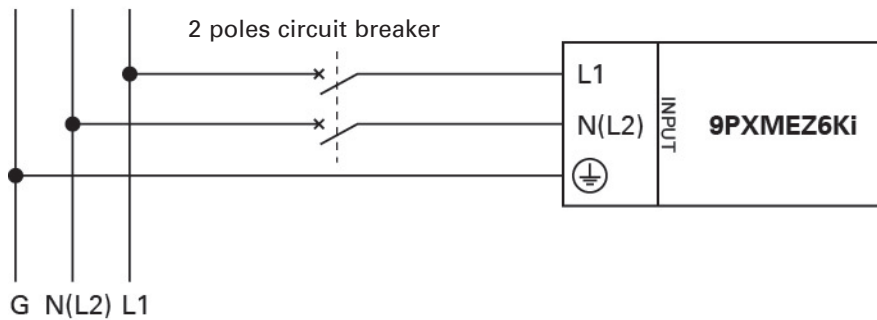 2 poles circuit breaker
L1
N(L2)
INPUT
9PXMEZ6Ki
G N(L2) L1